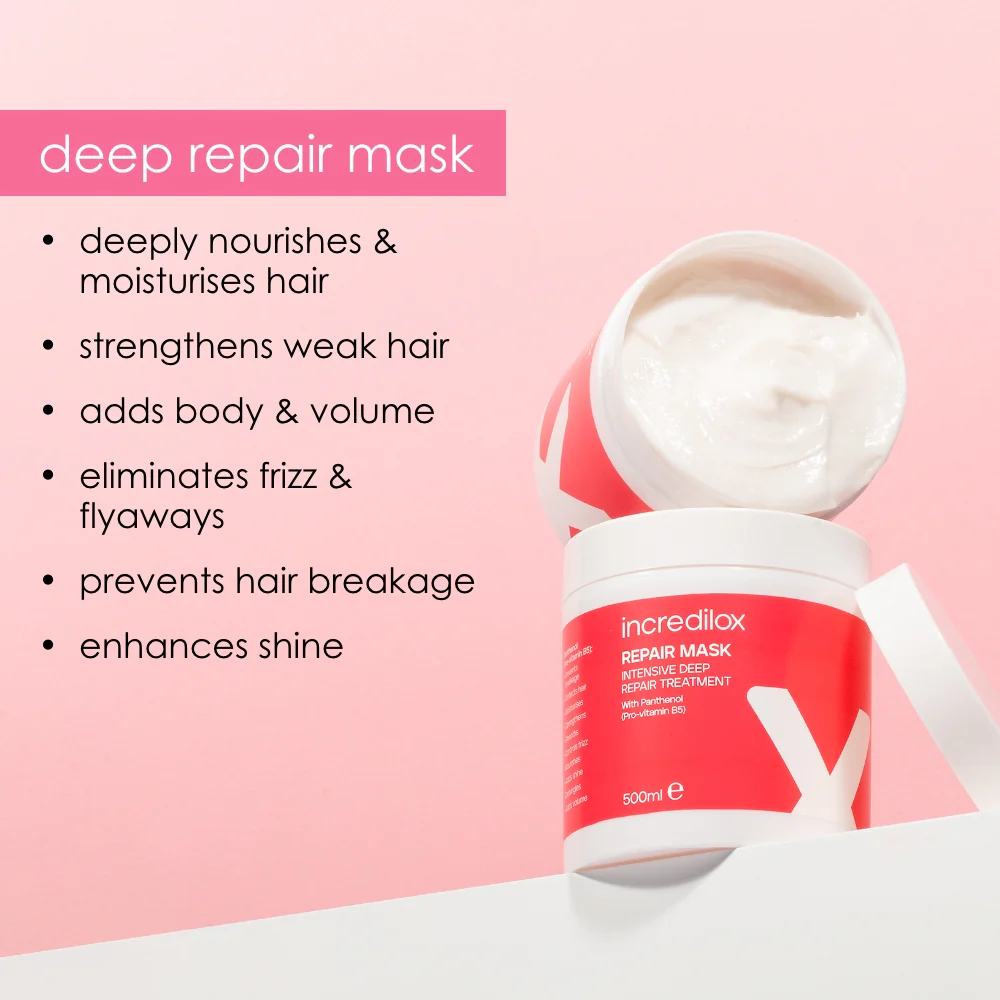 deep repair mask
• deeply nourishes &
moisturises hair
• strengthens weak hair
• adds body & volume
• eliminates frizz &
flyaways
• prevents hair breakage
• enhances shine
incredilox
REPAIR MASK
INTENSIVE DEEP
REPAIR TREATMENT
With Panthenol
(Pro-vitamin B5)
500ml e